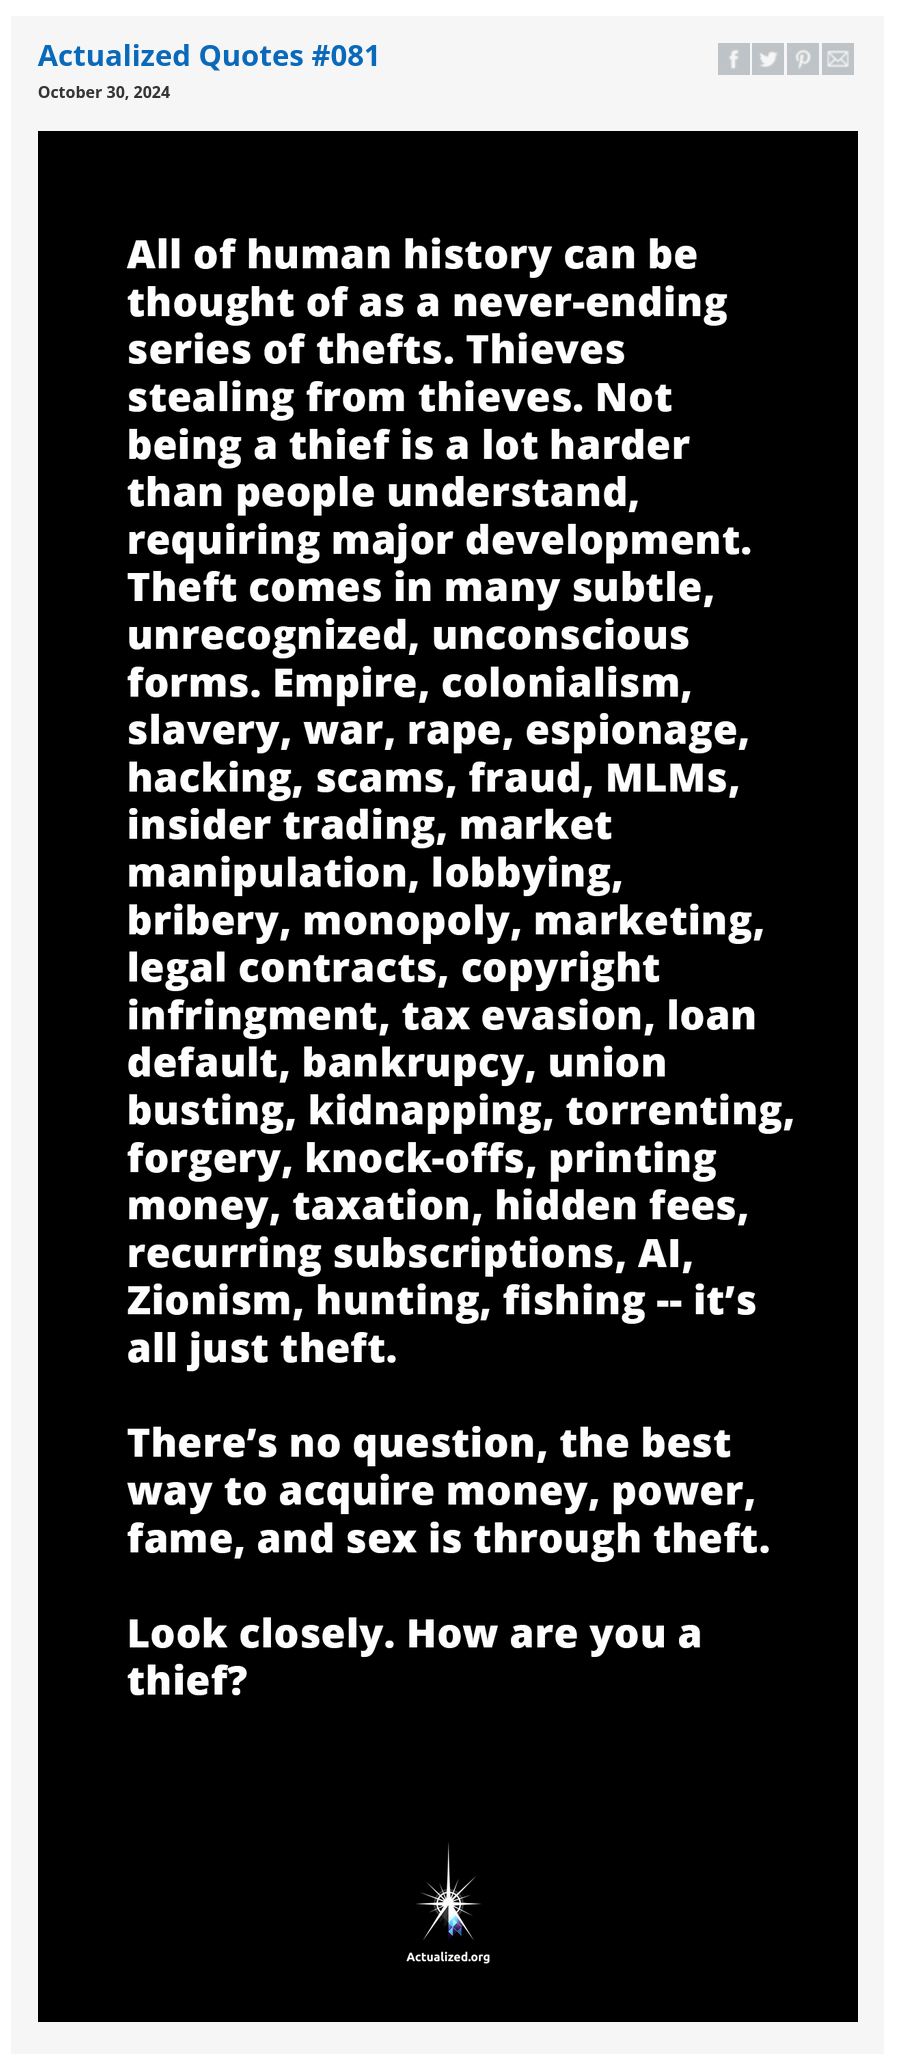 Actualized Quotes #081
October 30, 2024
All of human history can be
thought of as a never-ending
series of thefts. Thieves
stealing from thieves. Not
being a thief is a lot harder
than people understand,
requiring major development.
Theft comes in many subtle,
unrecognized, unconscious
forms. Empire, colonialism,
slavery, war, rape, espionage,
hacking, scams, fraud, MLMs,
insider trading, market
manipulation, lobbying,
bribery, monopoly, marketing,
legal contracts, copyright
infringment, tax evasion, loan
default, bankrupcy, union
busting, kidnapping, torrenting,
forgery, knock-offs, printing
money, taxation, hidden fees,
recurring subscriptions, AI,
Zionism, hunting, fishing -- it’s
all just theft.
There’s no question, the best
way to acquire money, power,
fame, and sex is through theft.
Look closely. How are you a
thief?
Actualized.org